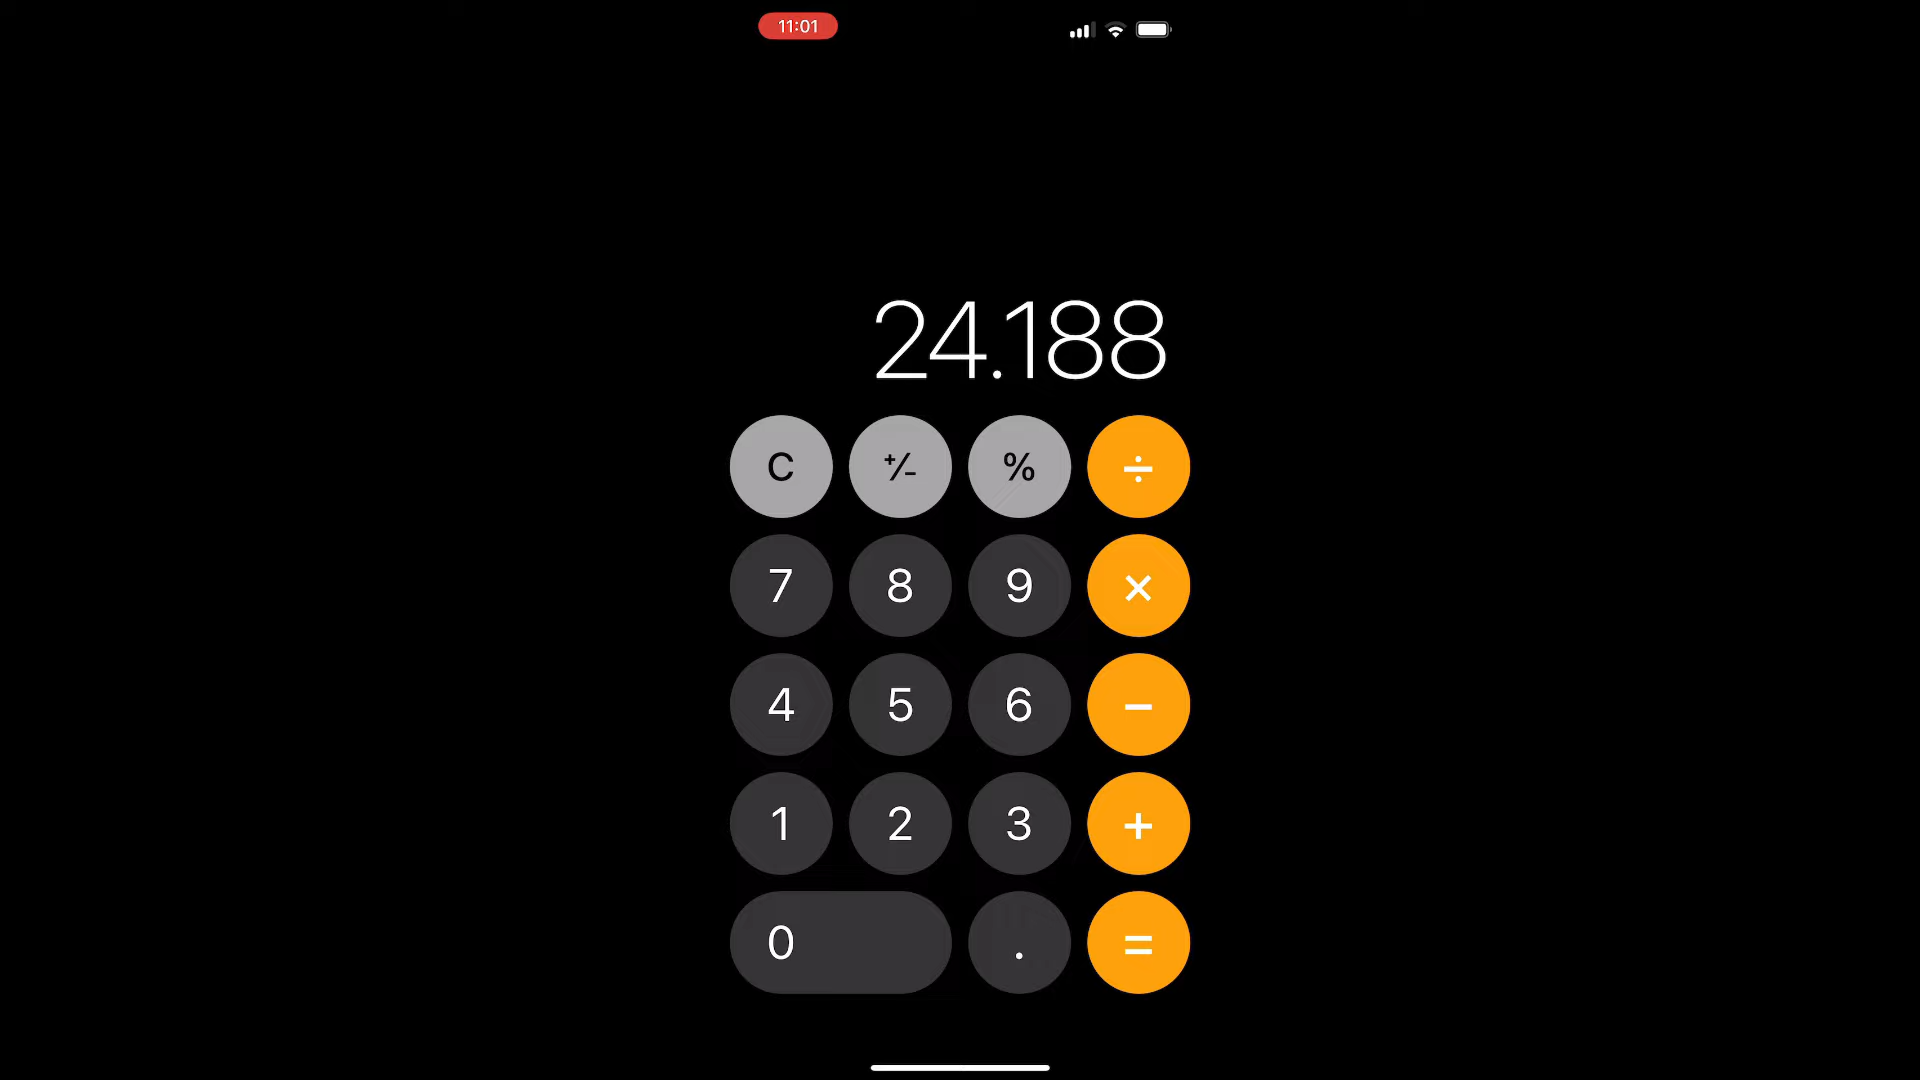 11:01
24.188
C +/- % ÷
7 8 9 ×
4 5 6 −
1 2 3 +
0 . =